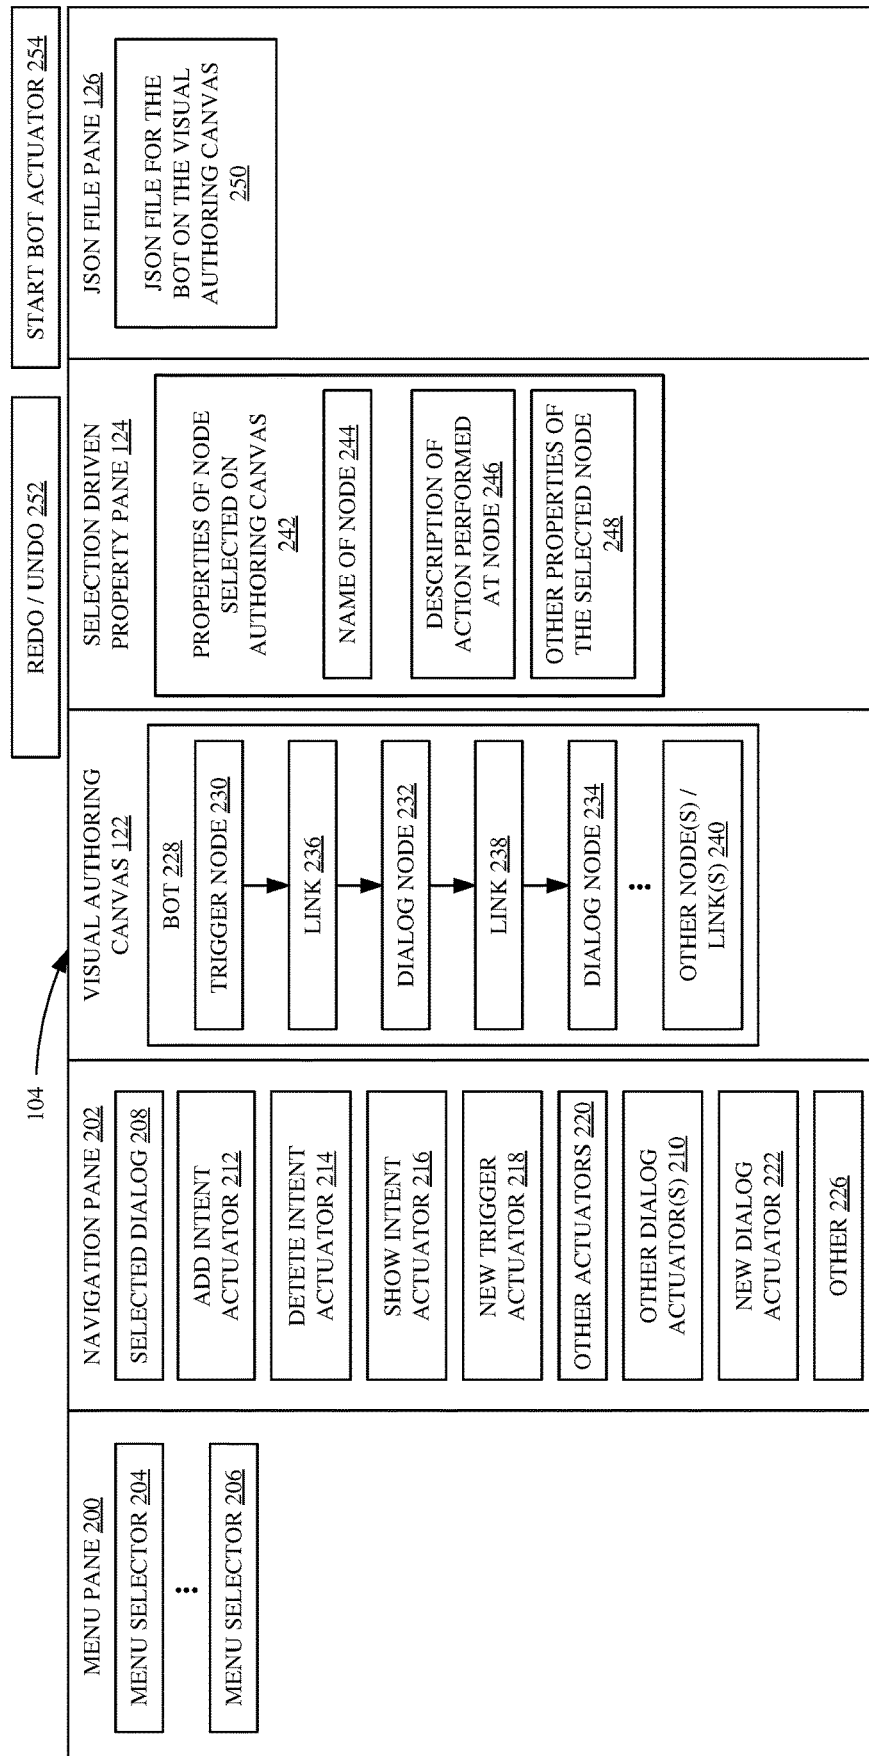 104
REDO / UNDO 252
START BOT ACTUATOR 254
MENU PANE 200
MENU SELECTOR 204
MENU SELECTOR 206
NAVIGATION PANE 202
SELECTED DIALOG 208
ADD INTENT
ACTUATOR 212
DETETE INTENT
ACTUATOR 214
SHOW INTENT
ACTUATOR 216
NEW TRIGGER
ACTUATOR 218
OTHER ACTUATORS 220
OTHER DIALOG
ACTUATOR(S) 210
NEW DIALOG
ACTUATOR 222
OTHER 226
VISUAL AUTHORING
CANVAS 122
BOT 228
TRIGGER NODE 230
LINK 236
DIALOG NODE 232
LINK 238
DIALOG NODE 234
OTHER NODE(S) /
LINK(S) 240
SELECTION DRIVEN
PROPERTY PANE 124
PROPERTIES OF NODE
SELECTED ON
AUTHORING CANVAS
242
NAME OF NODE 244
DESCRIPTION OF
ACTION PERFORMED
AT NODE 246
OTHER PROPERTIES OF
THE SELECTED NODE
248
JSON FILE PANE 126
JSON FILE FOR THE
BOT ON THE VISUAL
AUTHORING CANVAS
250